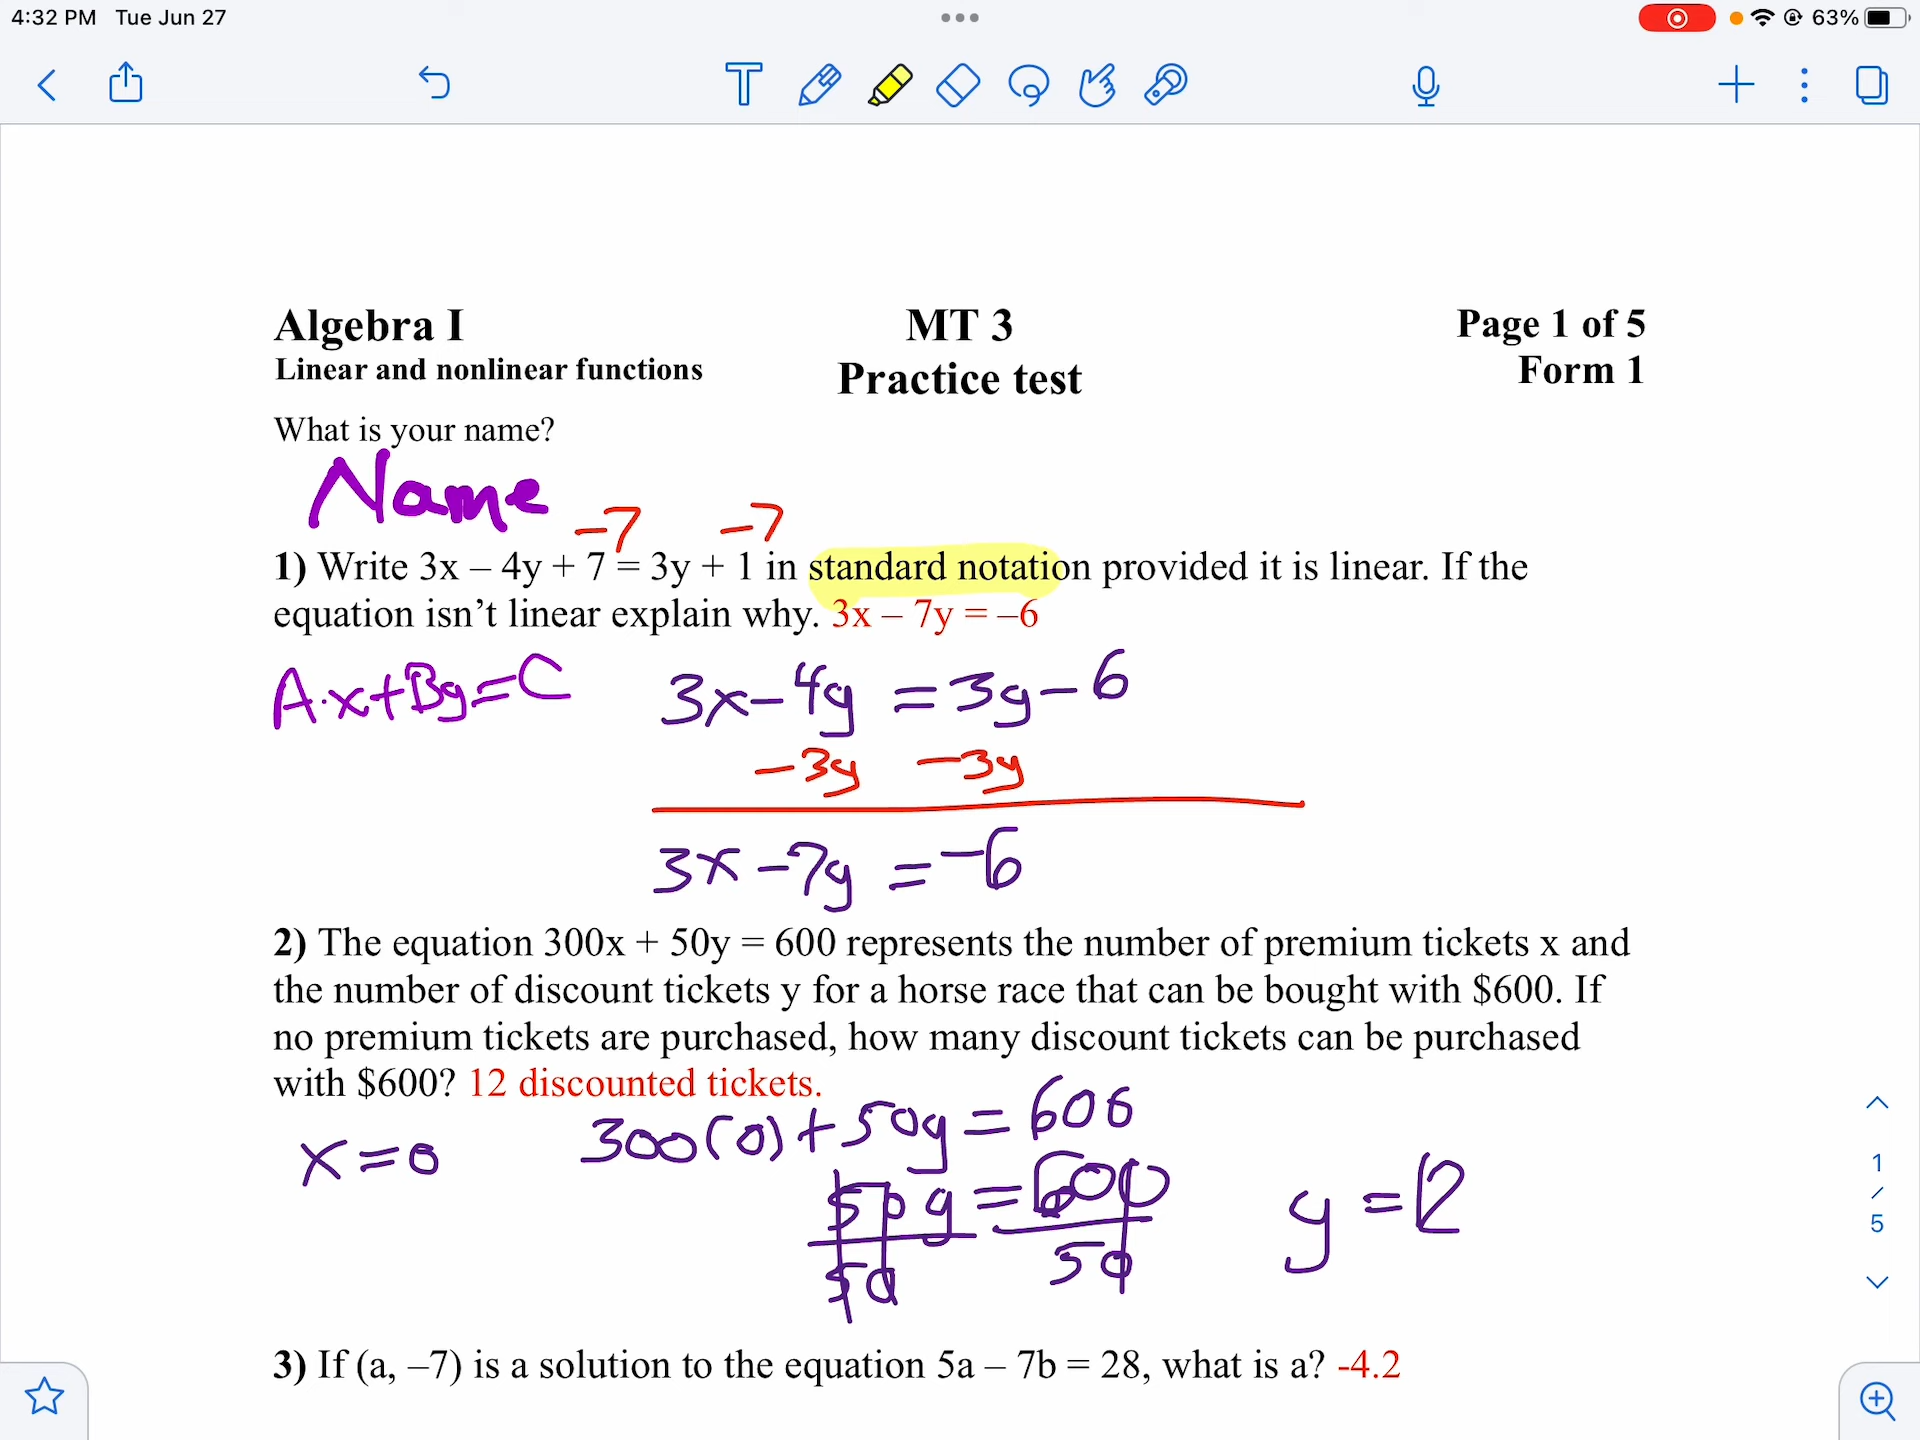 4:32 PM Tue Jun 27
63%
Algebra I MT 3 Page 1 of 5
Linear and nonlinear functions Practice test Form 1
What is your name?
Name
–7 –7
1) Write 3x – 4y + 7 = 3y + 1 in standard notation provided it is linear. If the
equation isn’t linear explain why. 3x – 7y = –6
A·x+By=C 3x–4y =3y–6
–3y –3y
3x–7y =–6
2) The equation 300x + 50y = 600 represents the number of premium tickets x and
the number of discount tickets y for a horse race that can be bought with $600. If
no premium tickets are purchased, how many discount tickets can be purchased
with $600? 12 discounted tickets.
x=0 300(0)+50y=600
50y=600 y=12
50 50
3) If (a, –7) is a solution to the equation 5a – 7b = 28, what is a? -4.2
1
/
5